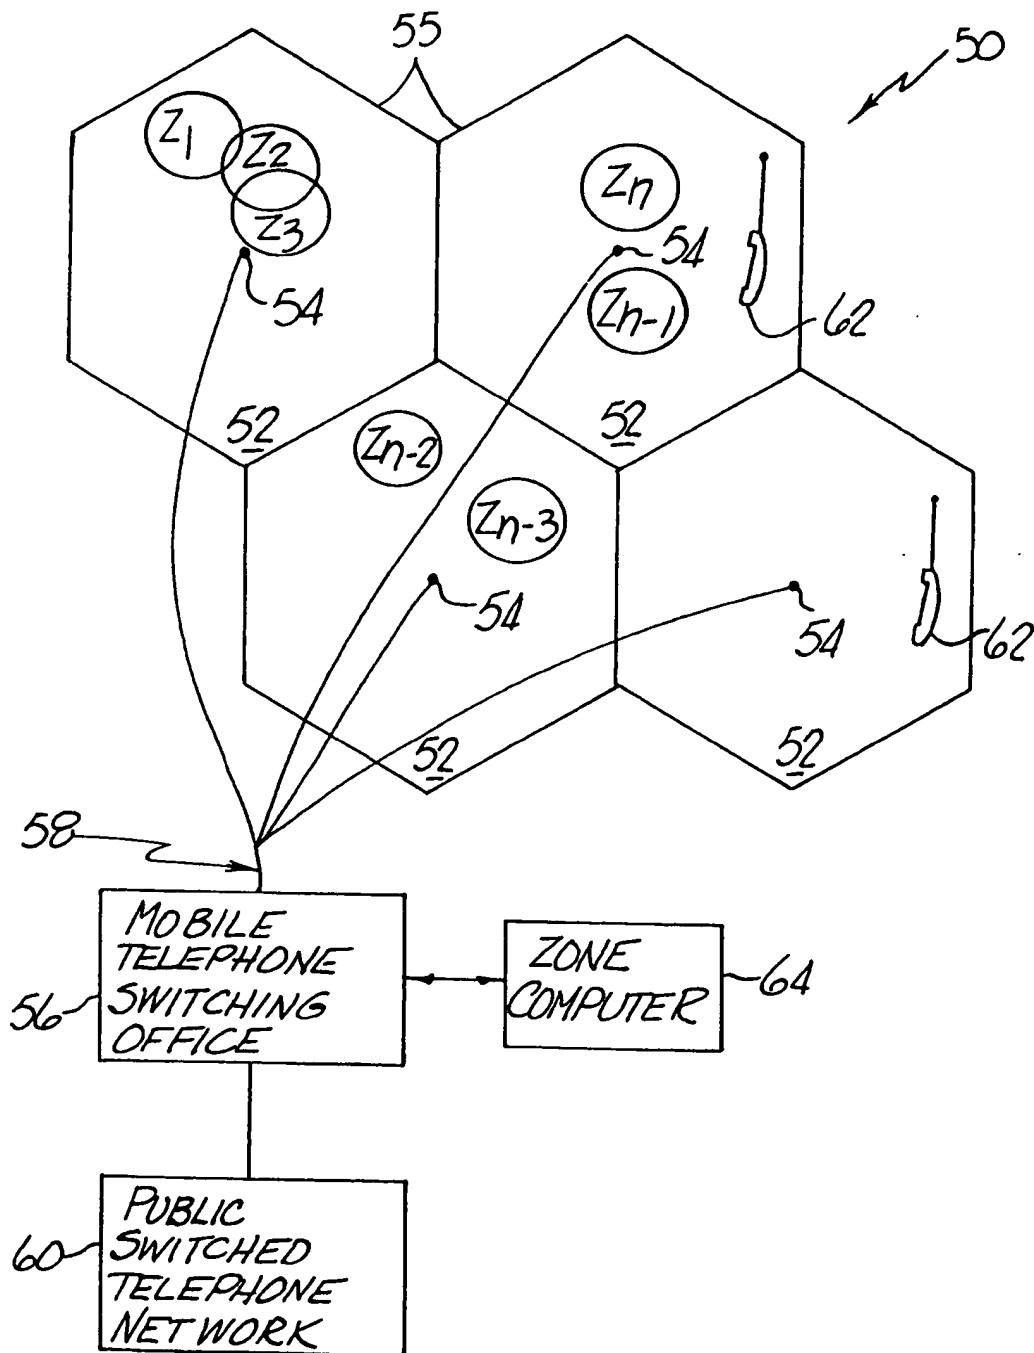 55
50
Z1
Z2
Z3
Zn
54
54
Zn-1
62
52
52
Zn-2
Zn-3
54
54
62
52
52
58
MOBILE
TELEPHONE
SWITCHING
OFFICE
56
ZONE
COMPUTER
64
PUBLIC
SWITCHED
TELEPHONE
NETWORK
60